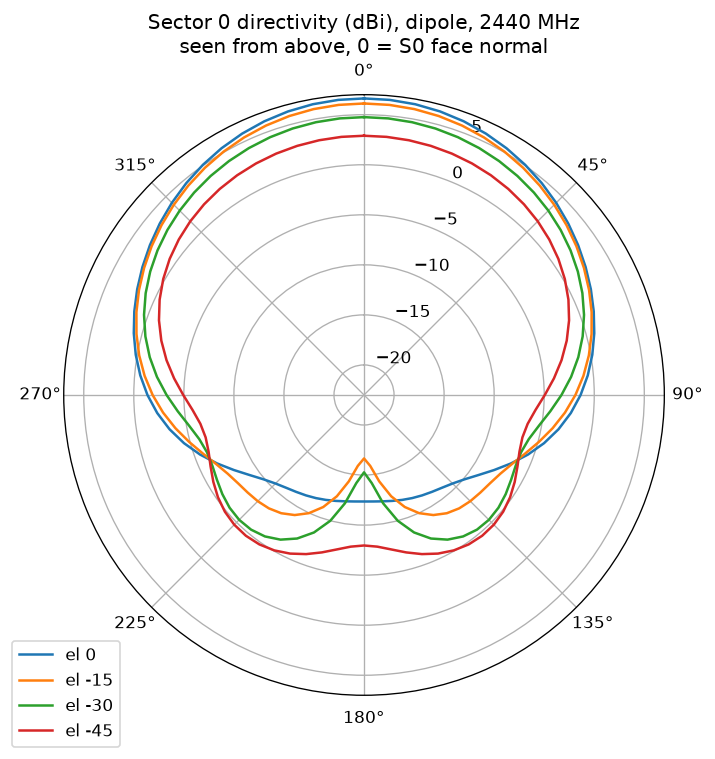 Sector 0 directivity (dBi), dipole, 2440 MHz
seen from above, 0 = S0 face normal
0°
5
315°
45°
0
−5
−10
−15
−20
270°
90°
225°
135°
180°
el 0
el -15
el -30
el -45